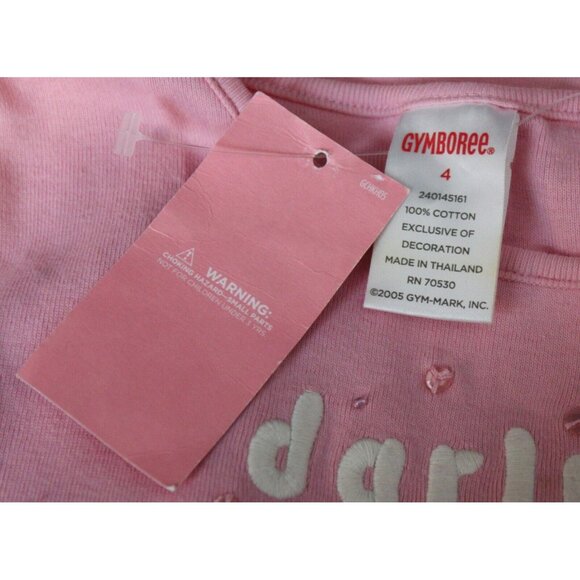 GYMBOREE®
4
240145161
100% COTTON
EXCLUSIVE OF
DECORATION
MADE IN THAILAND
RN 70530
©2005 GYM-MARK, INC.
WARNING:
CHOKING HAZARD-SMALL PARTS
NOT FOR CHILDREN UNDER 3 YRS.
darli